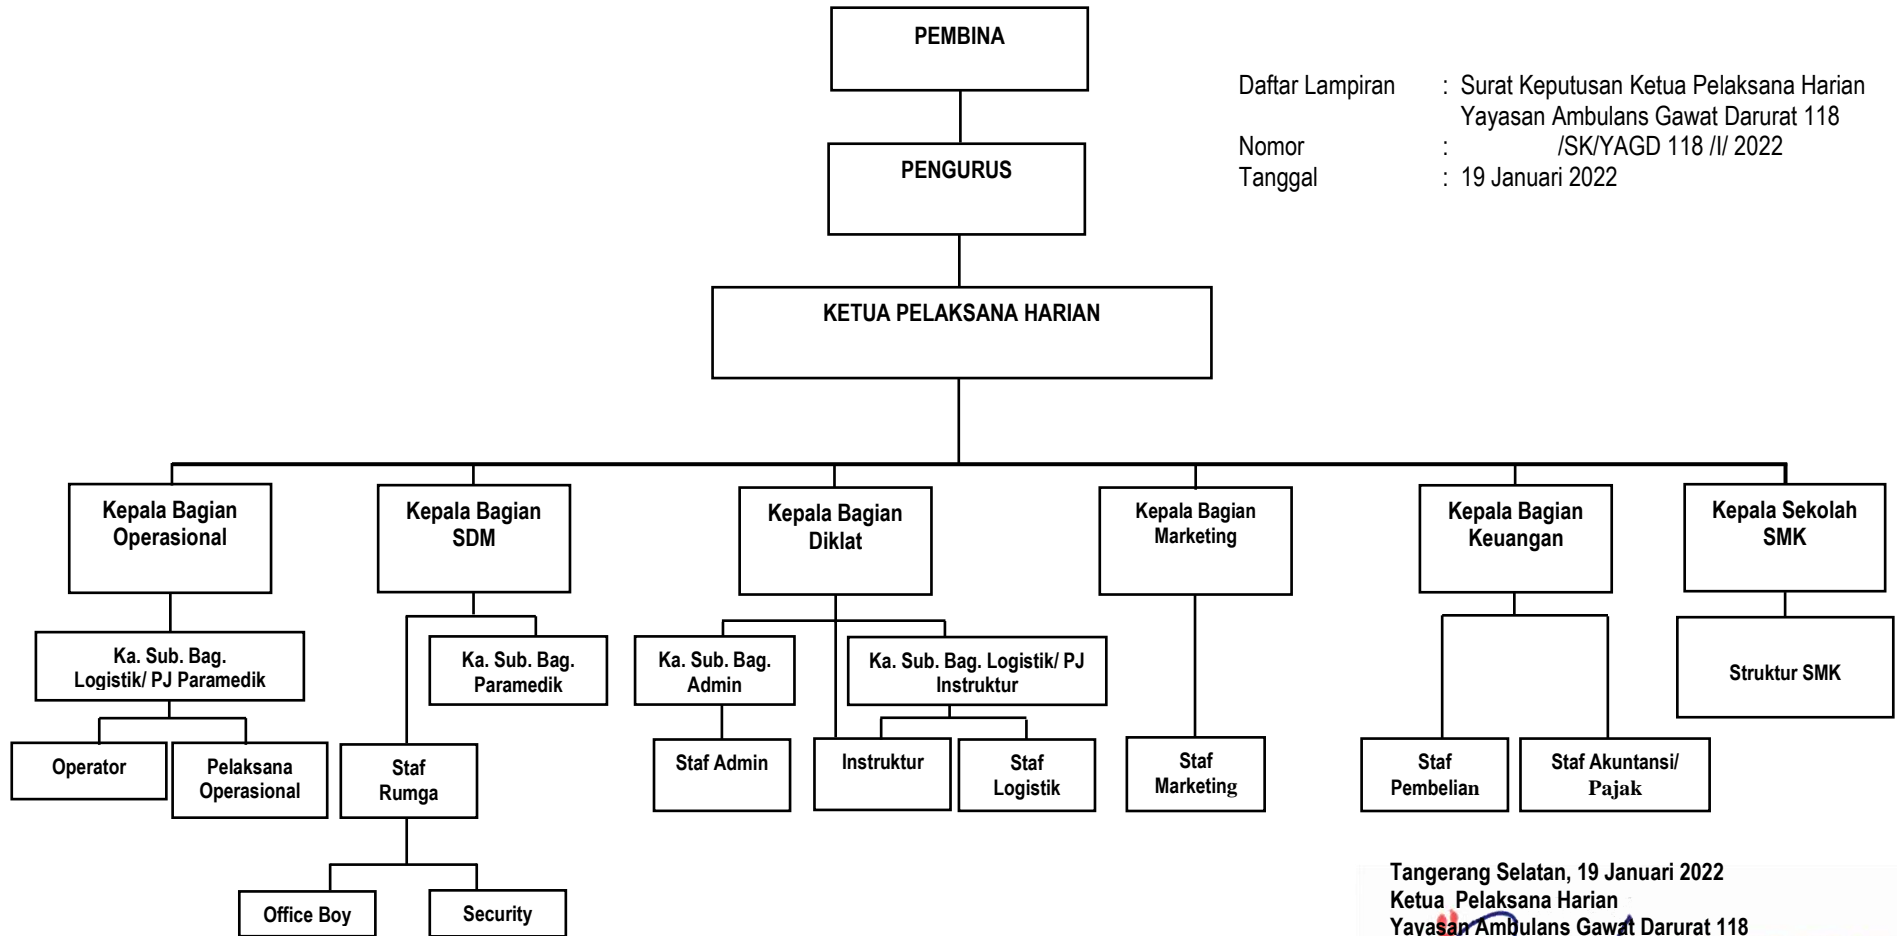 PEMBINA
Daftar Lampiran : Surat Keputusan Ketua Pelaksana Harian
Yayasan Ambulans Gawat Darurat 118
Nomor : /SK/YAGD 118 /I/ 2022
Tanggal : 19 Januari 2022
PENGURUS
KETUA PELAKSANA HARIAN
Kepala Bagian
Operasional
Kepala Bagian
SDM
Kepala Bagian
Diklat
Kepala Bagian
Marketing
Kepala Bagian
Keuangan
Kepala Sekolah
SMK
Ka. Sub. Bag.
Logistik/ PJ Paramedik
Ka. Sub. Bag.
Paramedik
Ka. Sub. Bag.
Admin
Ka. Sub. Bag. Logistik/ PJ
Instruktur
Struktur SMK
Operator
Pelaksana
Operasional
Staf
Rumga
Staf Admin
Instruktur
Staf
Logistik
Staf
Marketing
Staf
Pembelian
Staf Akuntansi/
Pajak
Office Boy
Security
Tangerang Selatan, 19 Januari 2022
Ketua Pelaksana Harian
Yayasan Ambulans Gawat Darurat 118